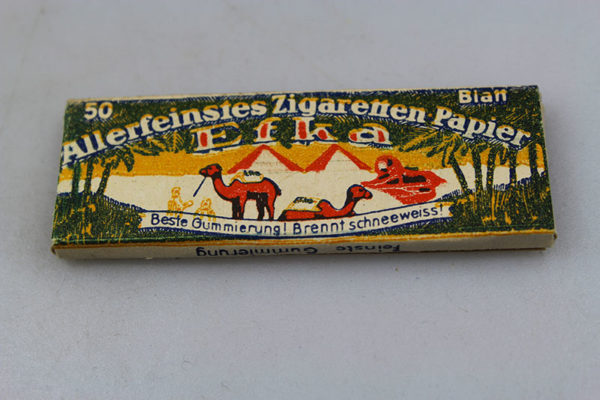 50 Blatt
Allerfeinstes Zigaretten Papier
Efka
Beste Gummierung! Brennt schneeweiss!
feinste Gummierung